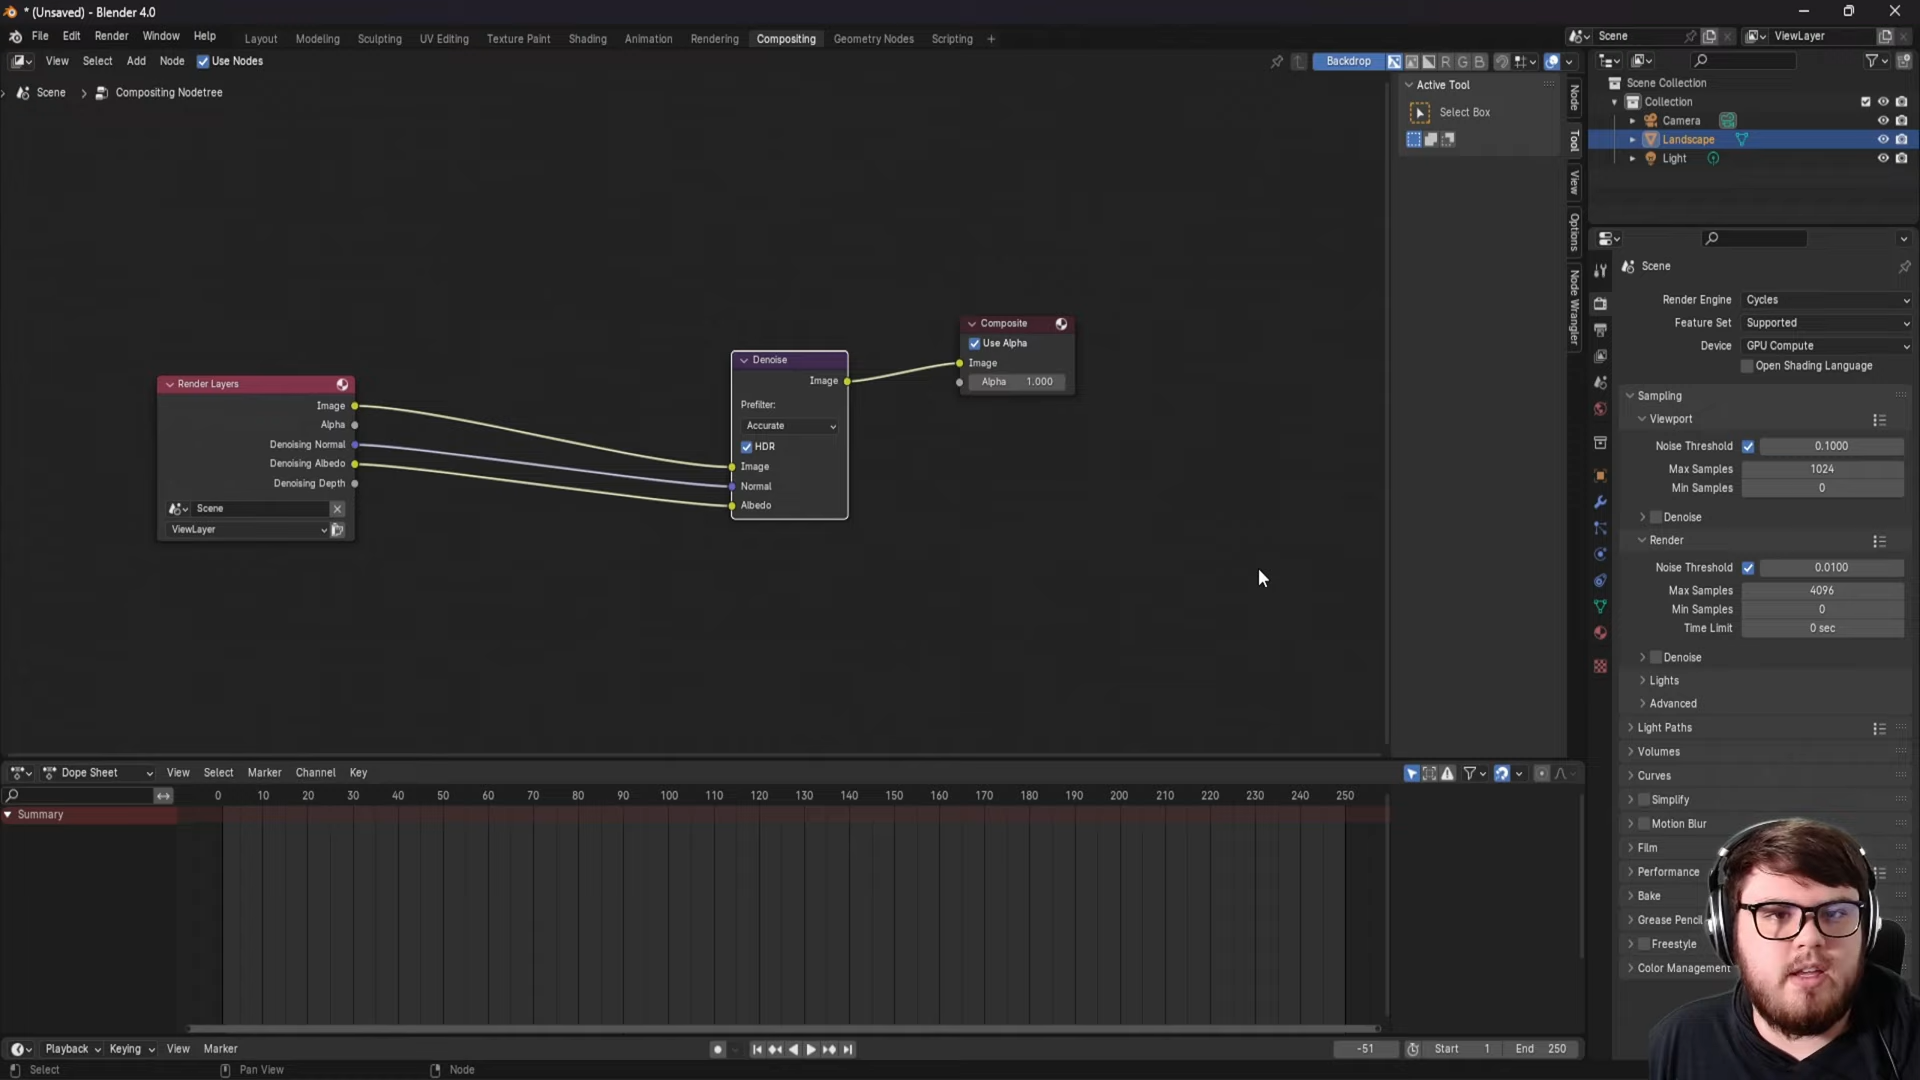 * (Unsaved) - Blender 4.0
File Edit Render Window Help
Layout Modeling Sculpting UV Editing Texture Paint Shading Animation Rendering Compositing Geometry Nodes Scripting +
Scene ViewLayer
View Select Add Node Use Nodes
Backdrop R G B
Scene > Compositing Nodetree
Active Tool
Select Box
Node
Tool
View
Options
Node Wrangler
Scene Collection
Collection
Camera
Landscape
Light
Render Layers
Image
Alpha
Denoising Normal
Denoising Albedo
Denoising Depth
Scene
ViewLayer
Denoise
Image
Prefilter:
Accurate
HDR
Image
Normal
Albedo
Composite
Use Alpha
Image
Alpha 1.000
Scene
Render Engine Cycles
Feature Set Supported
Device GPU Compute
Open Shading Language
Sampling
Viewport
Noise Threshold 0.1000
Max Samples 1024
Min Samples 0
Denoise
Render
Noise Threshold 0.0100
Max Samples 4096
Min Samples 0
Time Limit 0 sec
Denoise
Lights
Advanced
Light Paths
Volumes
Curves
Simplify
Motion Blur
Film
Performance
Bake
Grease Pencil
Freestyle
Color Management
Dope Sheet View Select Marker Channel Key
0 10 20 30 40 50 60 70 80 90 100 110 120 130 140 150 160 170 180 190 200 210 220 230 240 250
Summary
Playback Keying View Marker
-51 Start 1 End 250
Select Pan View Node